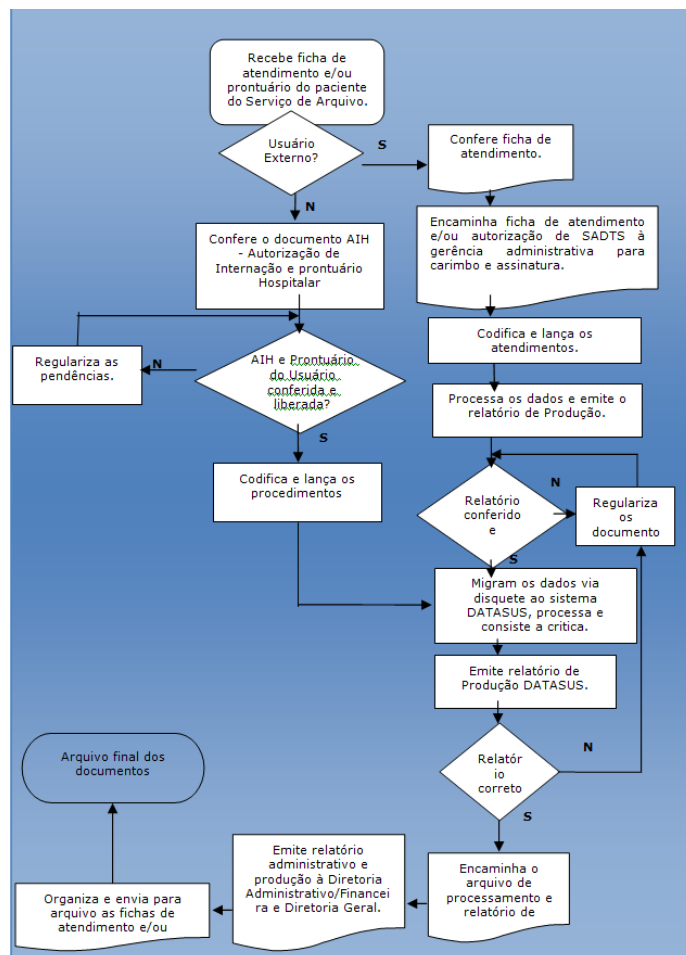 Recebe ficha de
atendimento e/ou
prontuário do paciente
do Serviço de Arquivo.
Usuário
Externo?
S
Confere ficha de
atendimento.
N
Confere o documento AIH
- Autorização de
Internação e prontuário
Hospitalar
Encaminha ficha de atendimento
e/ou autorização de SADTS à
gerência administrativa para
carimbo e assinatura.
Codifica e lança os
atendimentos.
Regulariza as
pendências.
N
AIH e Prontuário
do Usuário
conferida e
liberada?
Processa os dados e emite o
relatório de Produção.
S
Codifica e lança os
procedimentos
Relatório
conferido
e
N
Regulariza
os
documento
S
Migram os dados via
disquete ao sistema
DATASUS, processa e
consiste a critica.
Emite relatório de
Produção DATASUS.
Relatór
io
correto
N
S
Arquivo final dos
documentos
Encaminha o
arquivo de
processamento e
relatório de
Emite relatório
administrativo e
produção à Diretoria
Administrativo/Financei
ra e Diretoria Geral.
Organiza e envia para
arquivo as fichas de
atendimento e/ou